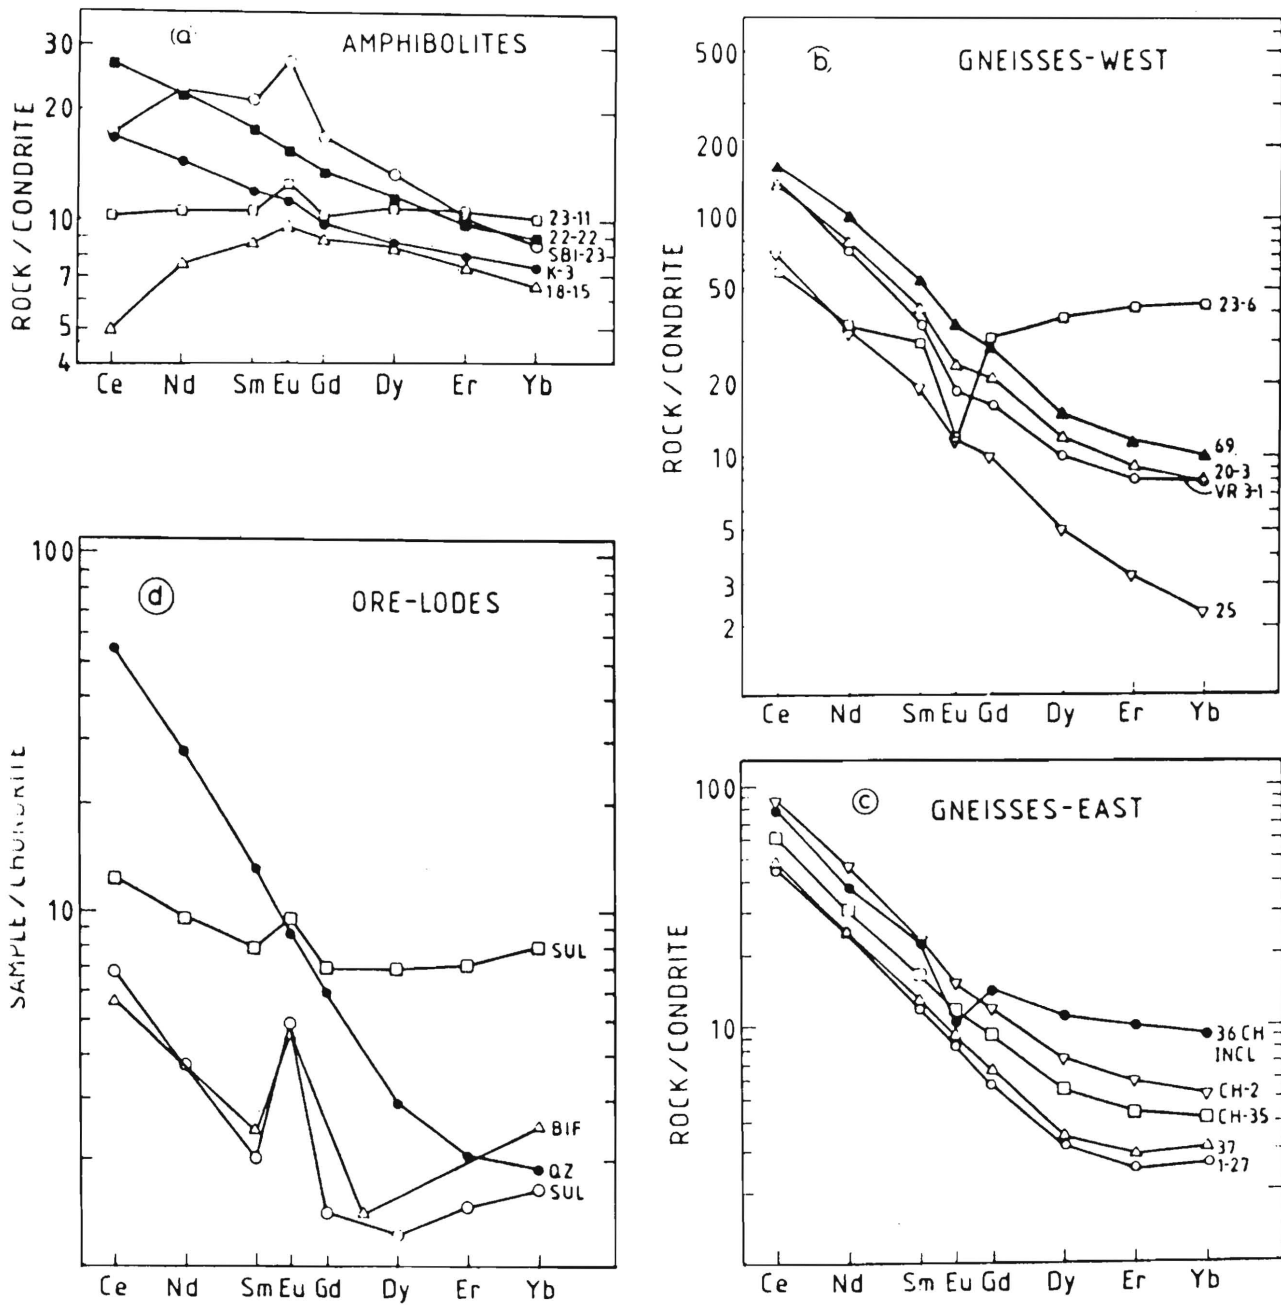 (a)
AMPHIBOLITES
30
20
10
7
5
4
ROCK/CONDRITE
23-11
22-22
SBI-23
K-3
18-15
Ce Nd Sm Eu Gd Dy Er Yb
(b)
GNEISSES-WEST
500
200
100
50
20
10
5
3
2
ROCK/CONDRITE
23-6
69
20-3
VR 3-1
25
Ce Nd Sm Eu Gd Dy Er Yb
(d)
ORE-LODES
100
10
SAMPLE/CHONDRITE
SUL
BIF
QZ
SUL
Ce Nd Sm Eu Gd Dy Er Yb
(c)
GNEISSES-EAST
100
10
ROCK/CONDRITE
36 CH
INCL
CH-2
CH-35
37
1-27
Ce Nd Sm Eu Gd Dy Er Yb